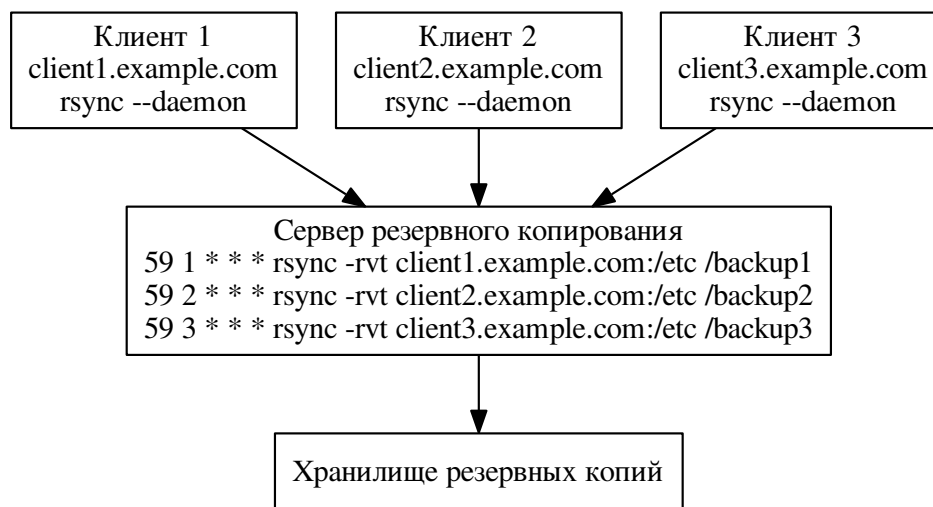 Клиент 1
client1.example.com
rsync --daemon
Клиент 2
client2.example.com
rsync --daemon
Клиент 3
client3.example.com
rsync --daemon
Сервер резервного копирования
59 1 * * * rsync -rvt client1.example.com:/etc /backup1
59 2 * * * rsync -rvt client2.example.com:/etc /backup2
59 3 * * * rsync -rvt client3.example.com:/etc /backup3
Хранилище резервных копий